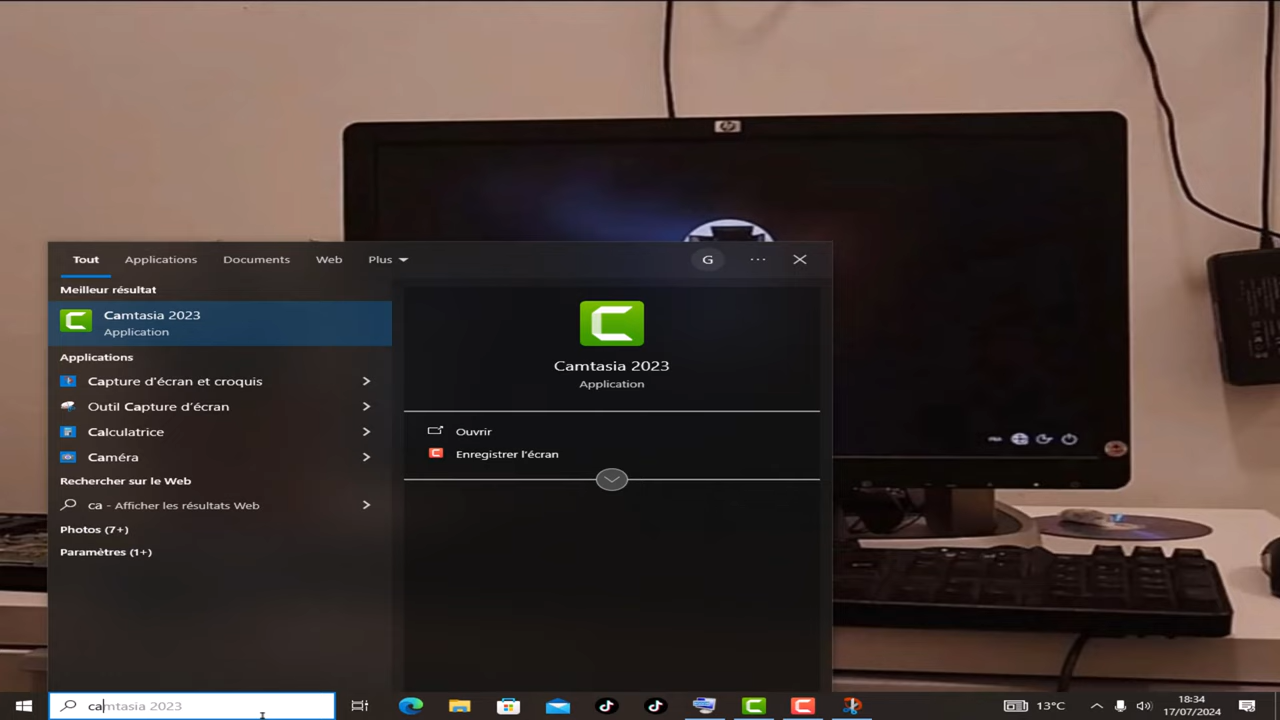 Tout Applications Documents Web Plus G ...
Meilleur résultat
Camtasia 2023
Application
Applications
Capture d'écran et croquis
Outil Capture d'écran
Calculatrice
Caméra
Rechercher sur le Web
ca - Afficher les résultats Web
Photos (7+)
Paramètres (1+)
Camtasia 2023
Application
Ouvrir
Enregistrer l'écran
hp
camtasia 2023
13°C
18:34
17/07/2024